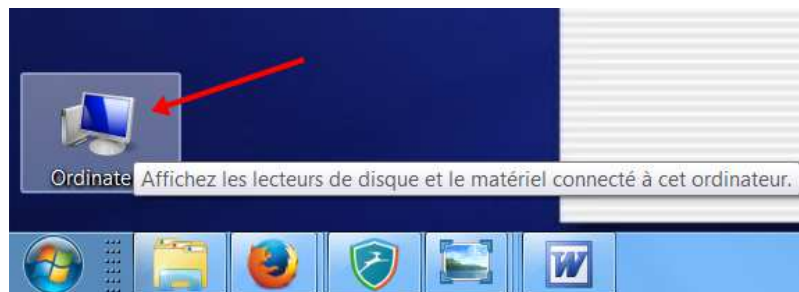 Ordinate
Affichez les lecteurs de disque et le matériel connecté à cet ordinateur.
W